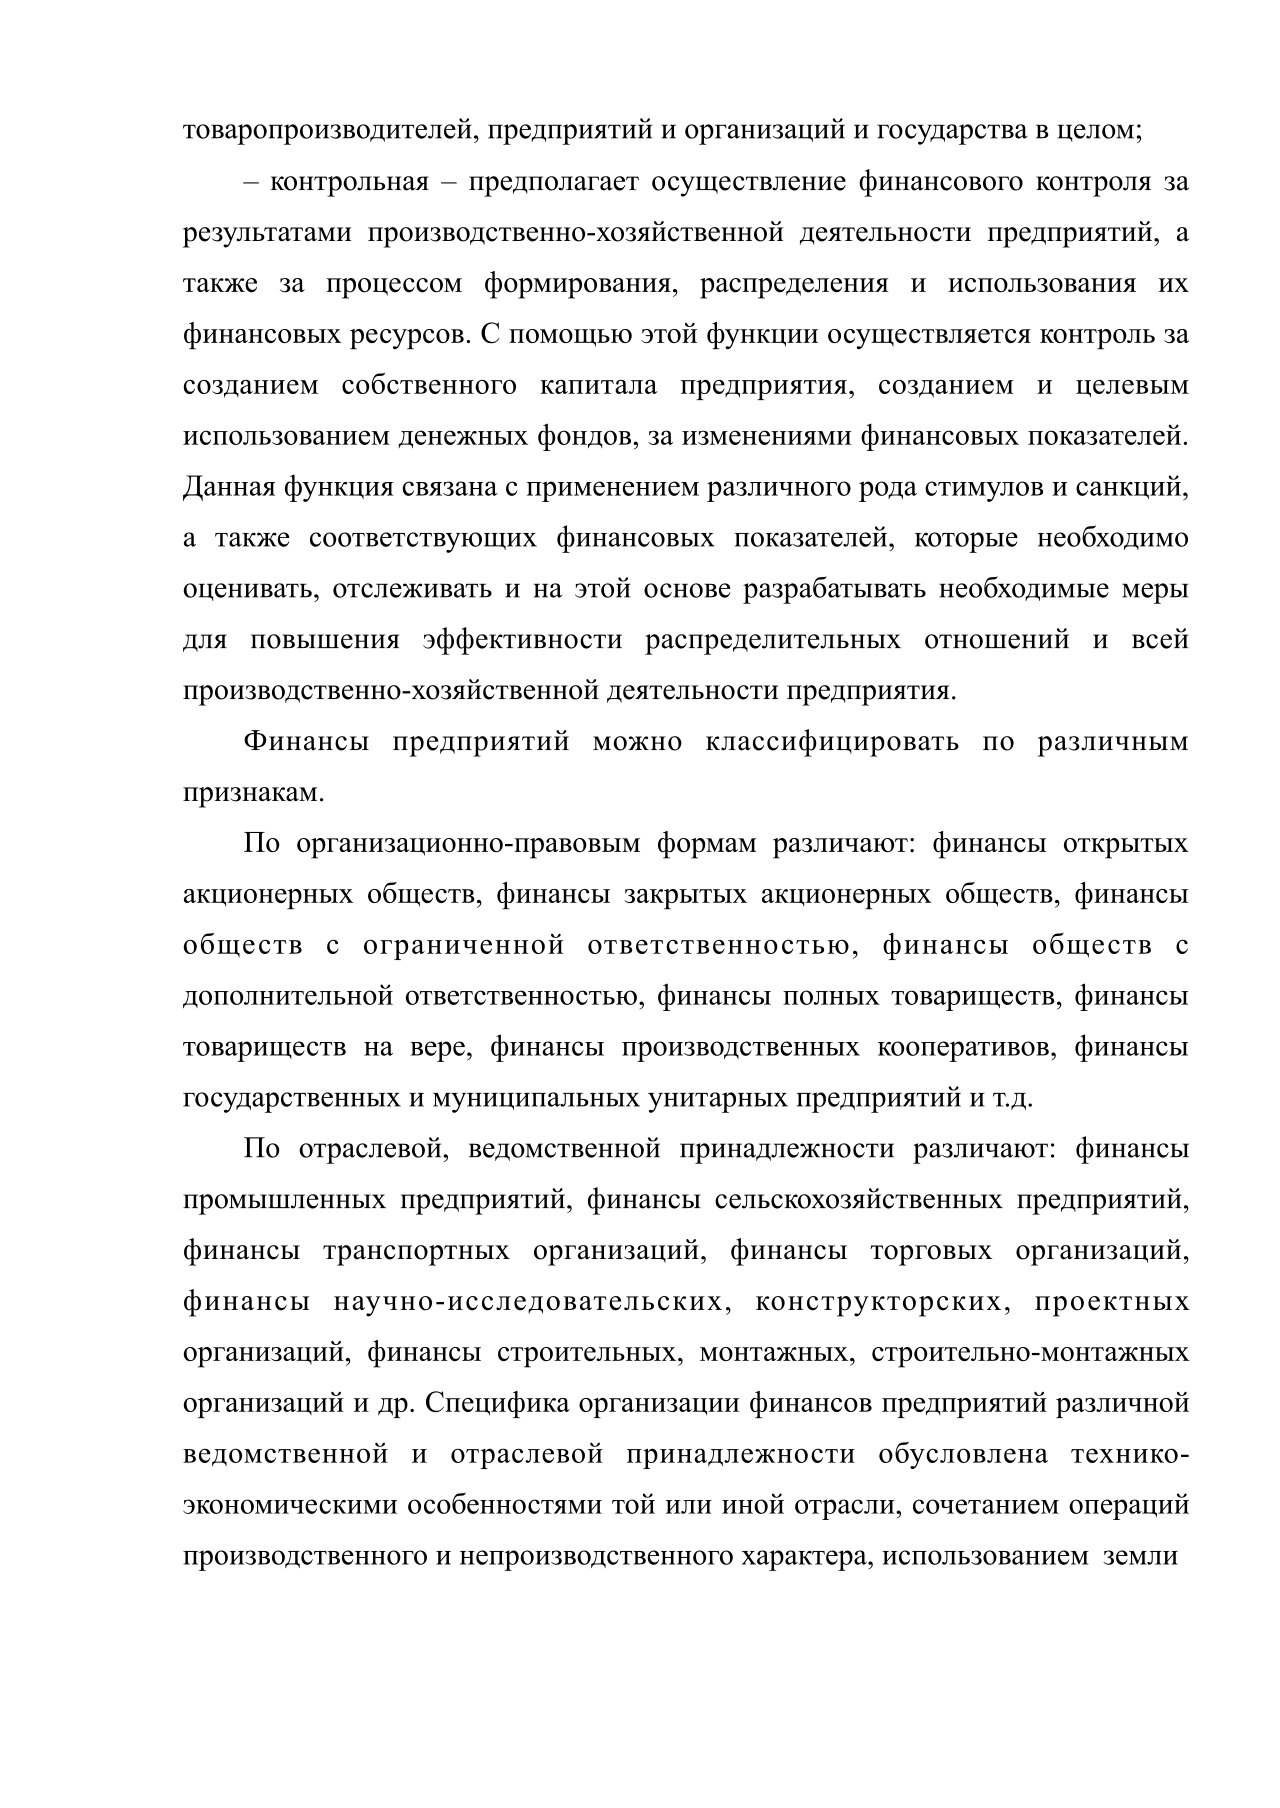 товаропроизводителей, предприятий и организаций и государства в целом;
– контрольная – предполагает осуществление финансового контроля за
результатами производственно-хозяйственной деятельности предприятий, а
также за процессом формирования, распределения и использования их
финансовых ресурсов. С помощью этой функции осуществляется контроль за
созданием собственного капитала предприятия, созданием и целевым
использованием денежных фондов, за изменениями финансовых показателей.
Данная функция связана с применением различного рода стимулов и санкций,
а также соответствующих финансовых показателей, которые необходимо
оценивать, отслеживать и на этой основе разрабатывать необходимые меры
для повышения эффективности распределительных отношений и всей
производственно-хозяйственной деятельности предприятия.
Финансы предприятий можно классифицировать по различным
признакам.
По организационно-правовым формам различают: финансы открытых
акционерных обществ, финансы закрытых акционерных обществ, финансы
обществ с ограниченной ответственностью, финансы обществ с
дополнительной ответственностью, финансы полных товариществ, финансы
товариществ на вере, финансы производственных кооперативов, финансы
государственных и муниципальных унитарных предприятий и т.д.
По отраслевой, ведомственной принадлежности различают: финансы
промышленных предприятий, финансы сельскохозяйственных предприятий,
финансы транспортных организаций, финансы торговых организаций,
финансы научно-исследовательских, конструкторских, проектных
организаций, финансы строительных, монтажных, строительно-монтажных
организаций и др. Специфика организации финансов предприятий различной
ведомственной и отраслевой принадлежности обусловлена технико-
экономическими особенностями той или иной отрасли, сочетанием операций
производственного и непроизводственного характера, использованием земли